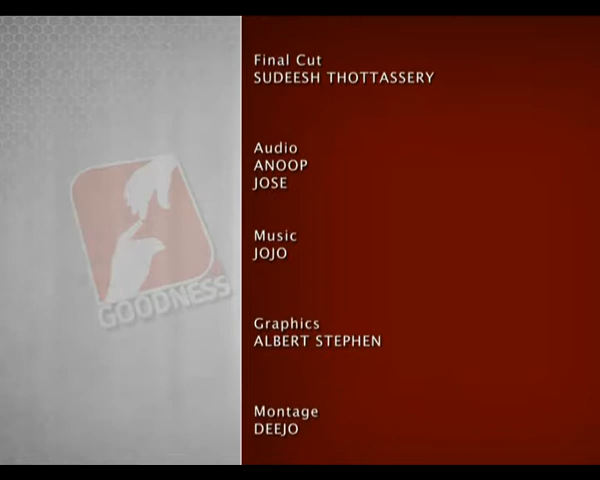 Final Cut
SUDEESH THOTTASSERY
Audio
ANOOP
JOSE
Music
JOJO
GOODNESS
Graphics
ALBERT STEPHEN
Montage
DEEJO